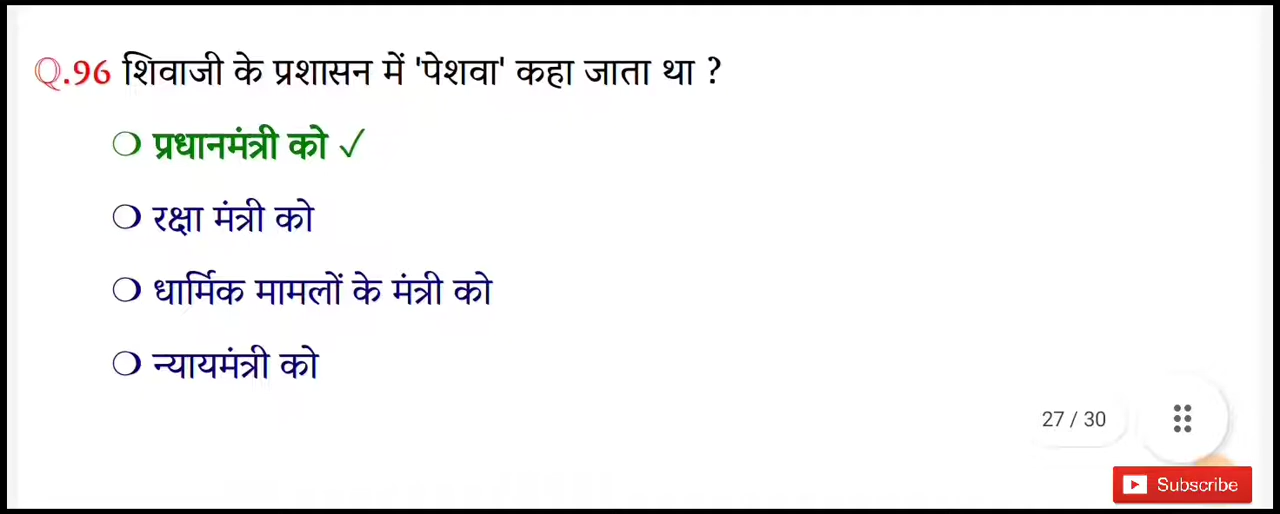 Q.96 शिवाजी के प्रशासन में 'पेशवा' कहा जाता था ?
❍ प्रधानमंत्री को ✓
❍ रक्षा मंत्री को
❍ धार्मिक मामलों के मंत्री को
❍ न्यायमंत्री को
27 / 30
Subscribe